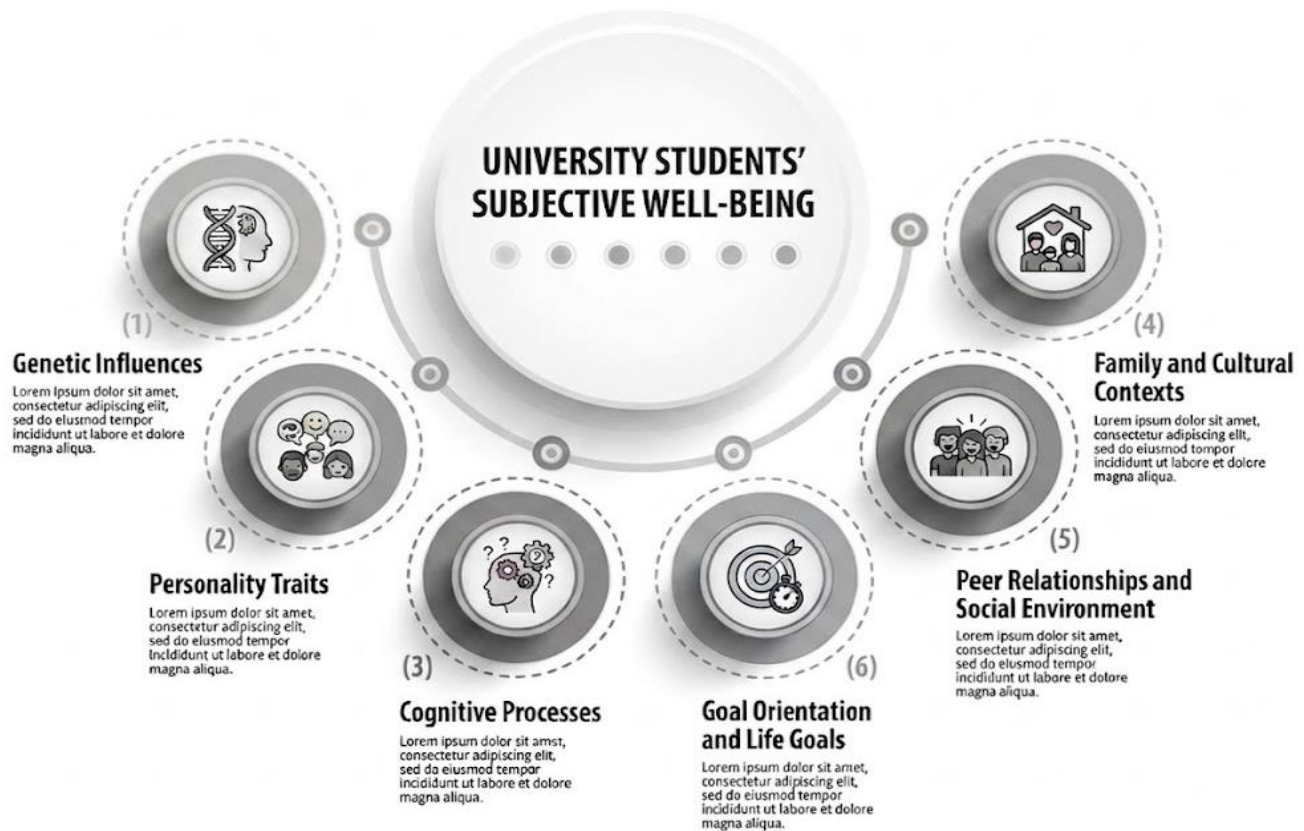 UNIVERSITY STUDENTS'
SUBJECTIVE WELL-BEING
(1)
Genetic Influences
Lorem ipsum dolor sit amet,
consectetur adipiscing elit,
sed do eiusmod tempor
incididunt ut labore et dolore
magna aliqua.
(2)
Personality Traits
Lorem ipsum dolor sit amet,
consectetur adipiscing elit,
sed do eiusmod tempor
incididunt ut labore et dolore
magna aliqua.
(3)
Cognitive Processes
Lorem ipsum dolor sit amst,
consectetur adipiscing elit,
sed da eiusmod tempar
incididunt ut labore et dolore
magna aliqua.
(4)
Family and Cultural
Contexts
Lorem ipsum dolor sit amet,
consectetur adipiscing elit,
sed do eiusmod tempor
incididunt ut labore et dolore
magna aliqua.
(5)
Peer Relationships and
Social Environment
Lorem ipsum dolor sit amet,
consectetur adipiscing elit,
sed do eiusmod tempor
incididunt ut labore et dolore
magna aliqua.
(6)
Goal Orientation
and Life Goals
Lorem ipsum dolor sit amet,
consectetur adipiscing elit,
sed do eiusmod tempor
incididunt ut labore et dolore
magna aliqua.